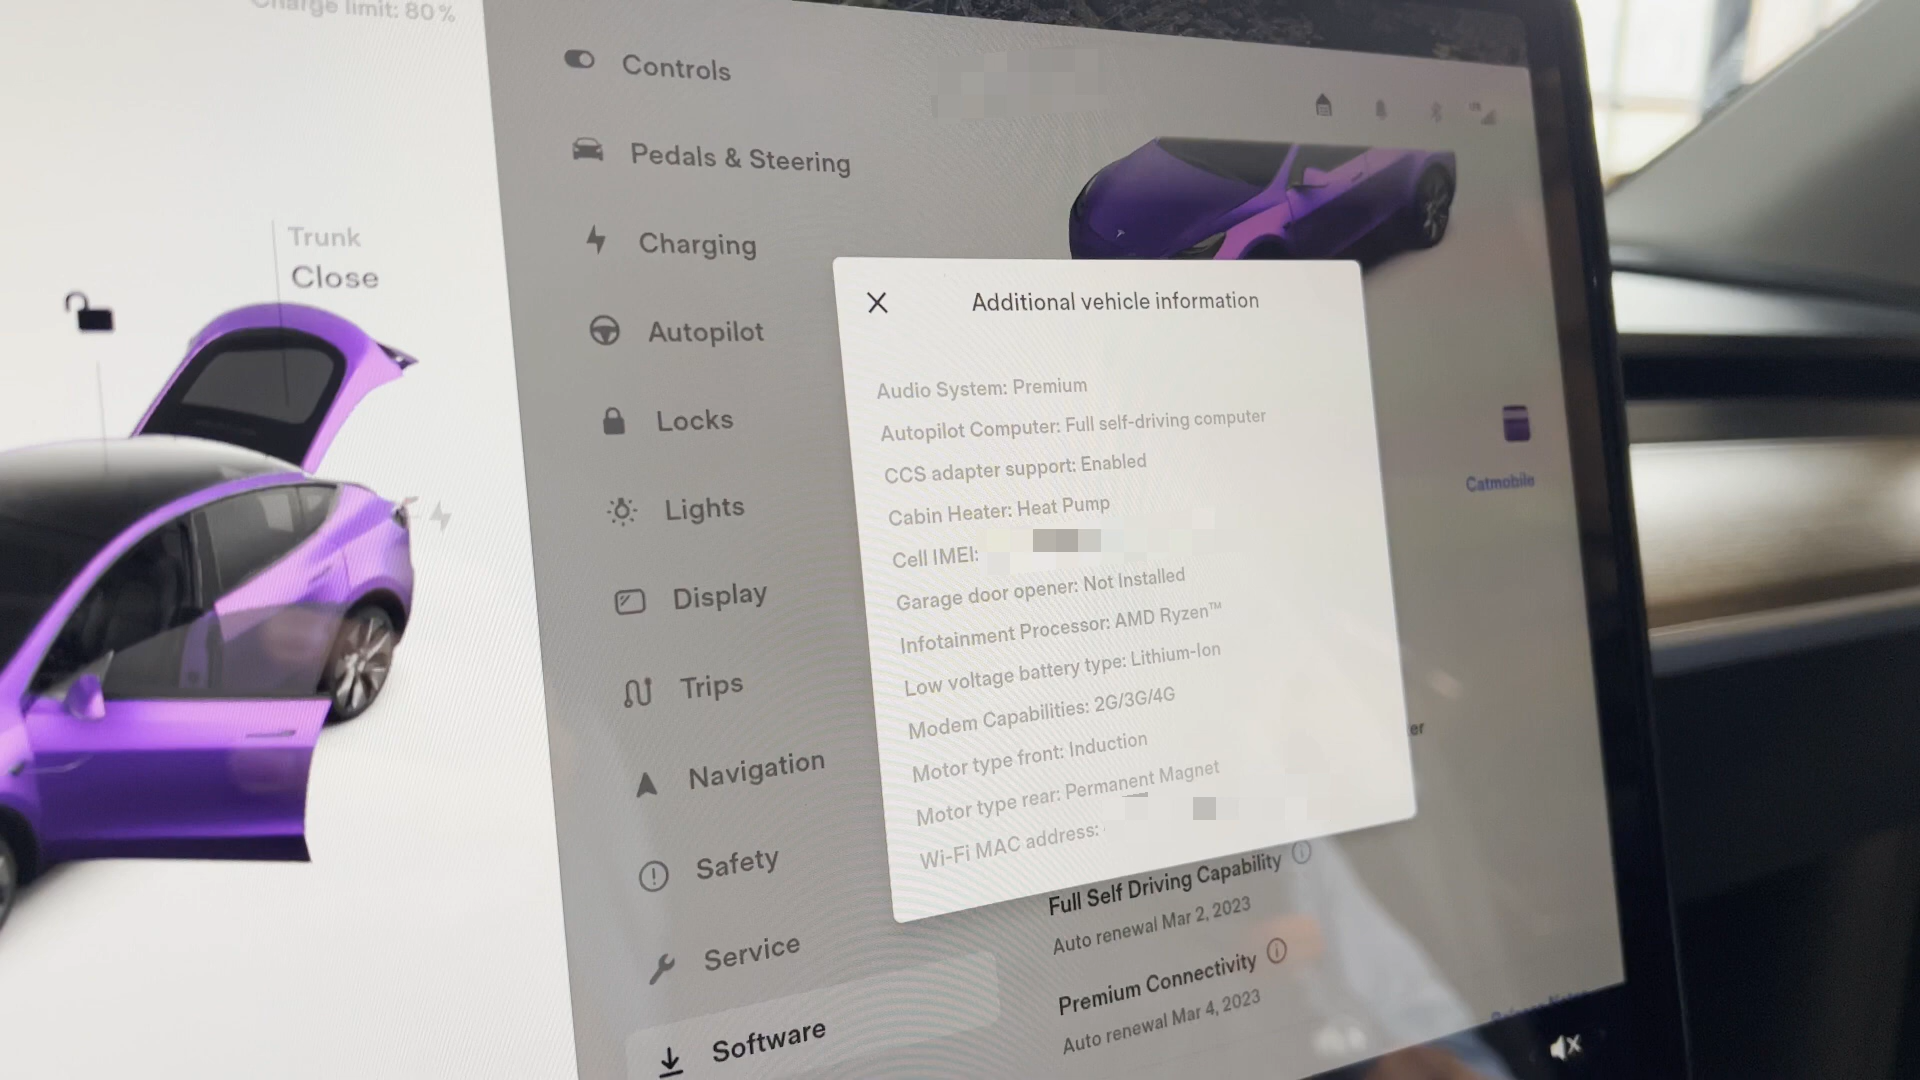 Charge limit: 80%
Trunk
Close
Controls
Pedals & Steering
Charging
Autopilot
Locks
Lights
Display
Trips
Navigation
Safety
Service
Software
Additional vehicle information
Audio System: Premium
Autopilot Computer: Full self-driving computer
CCS adapter support: Enabled
Cabin Heater: Heat Pump
Cell IMEI:
Garage door opener: Not Installed
Infotainment Processor: AMD Ryzen™
Low voltage battery type: Lithium-Ion
Modem Capabilities: 2G/3G/4G
Motor type front: Induction
Motor type rear: Permanent Magnet
Wi-Fi MAC address:
LTE
Catmobile
er
Full Self Driving Capability
Auto renewal Mar 2, 2023
Premium Connectivity
Auto renewal Mar 4, 2023